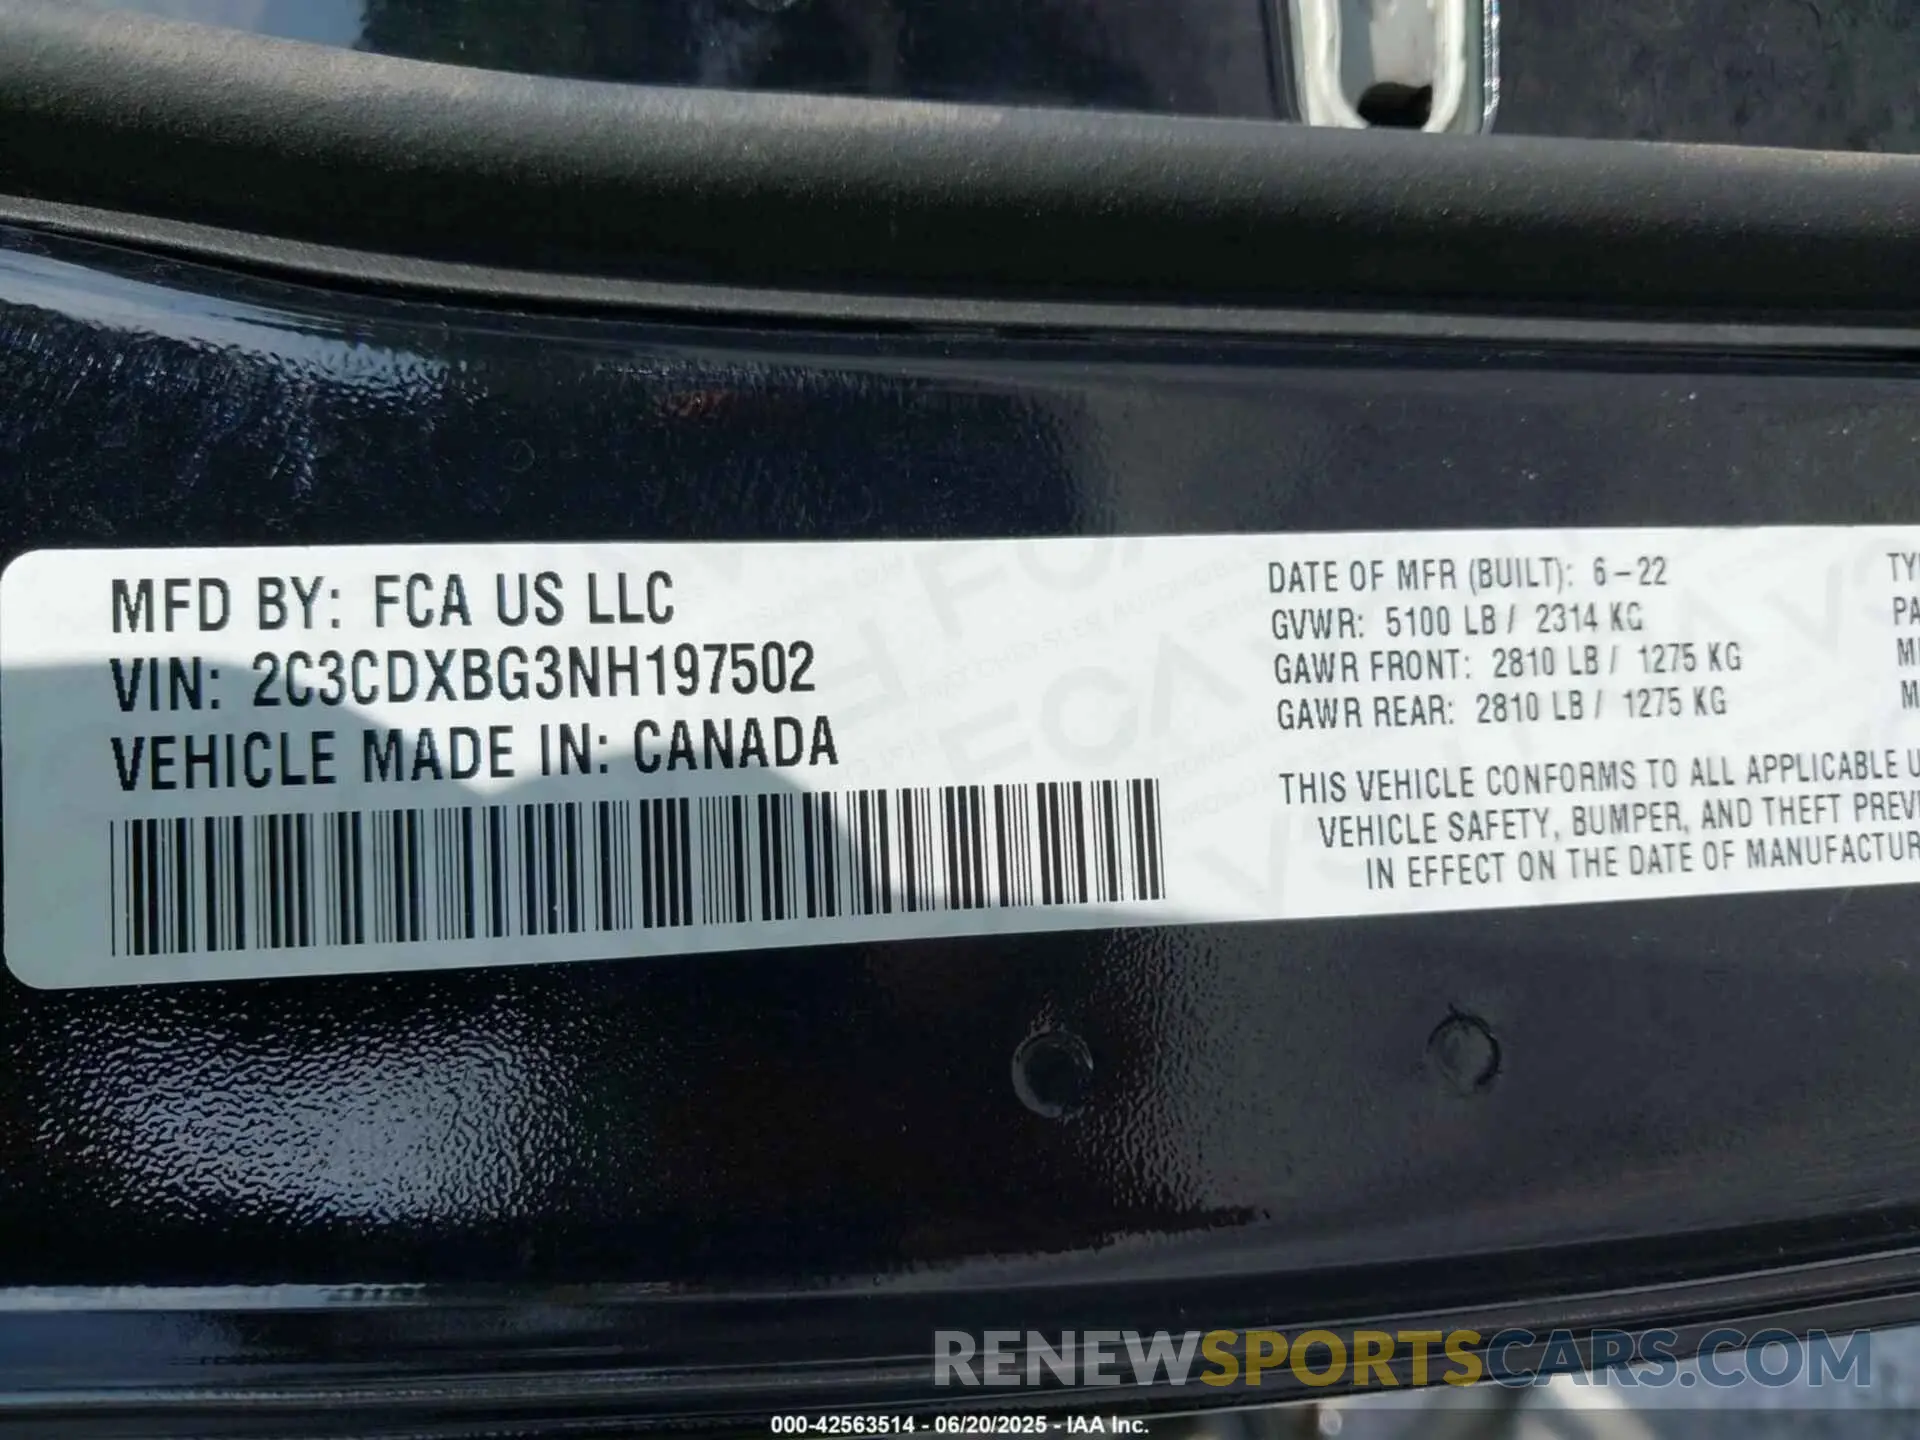 MFD BY: FCA US LLC
VIN: 2C3CDXBG3NH197502
VEHICLE MADE IN: CANADA
DATE OF MFR (BUILT): 6-22
GVWR: 5100 LB / 2314 KG
GAWR FRONT: 2810 LB / 1275 KG
GAWR REAR: 2810 LB / 1275 KG
THIS VEHICLE CONFORMS TO ALL APPLICABLE
VEHICLE SAFETY, BUMPER, AND THEFT
IN EFFECT ON THE DATE OF
RENEWSPORTSCARS.COM
000-42563514 - 06/20/2025 - IAA Inc.